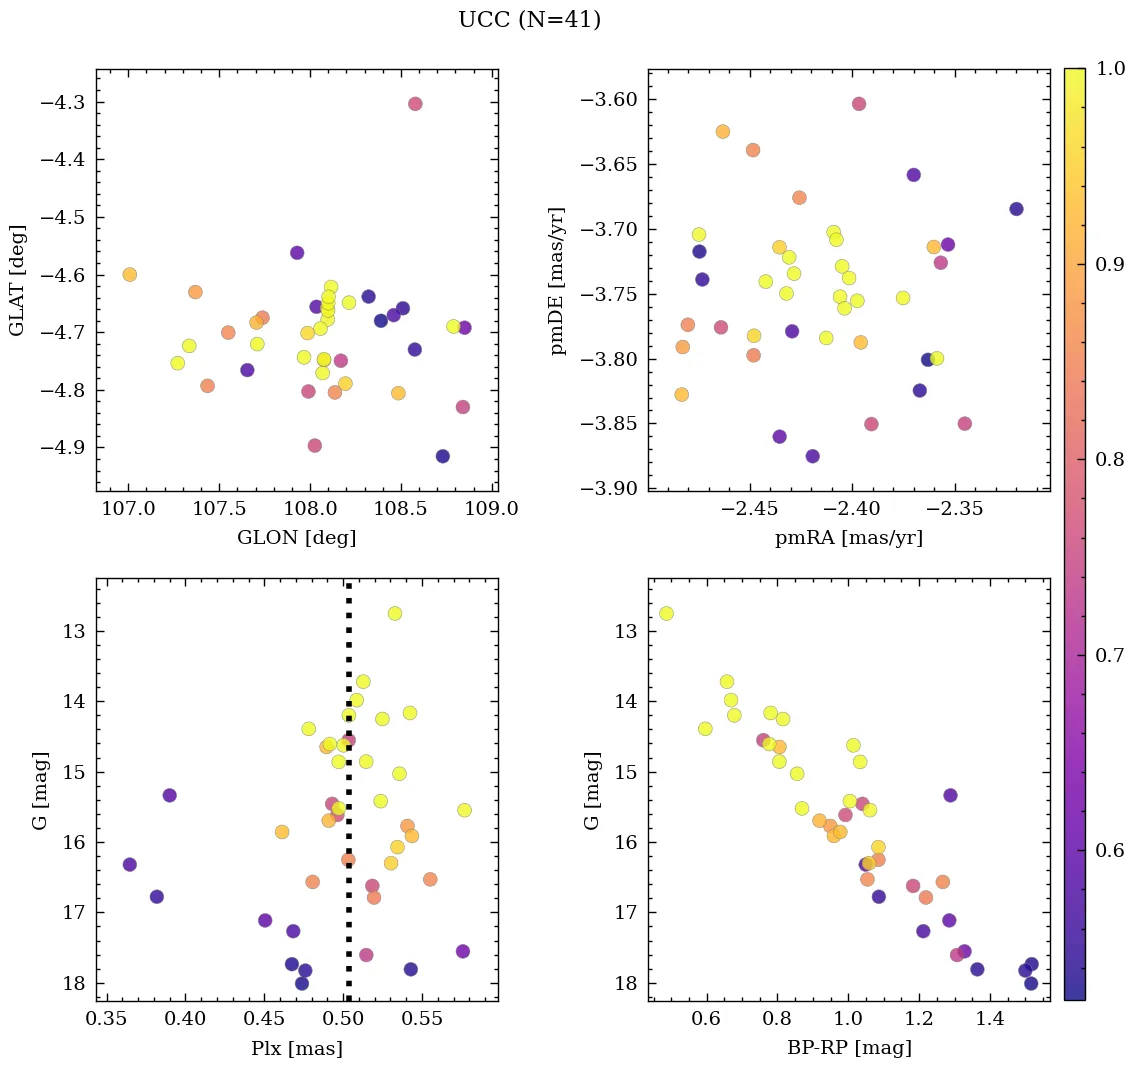 UCC (N=41)
−4.3
−4.4
−4.5
−4.6
−4.7
−4.8
−4.9
GLAT [deg]
107.0 107.5 108.0 108.5 109.0
GLON [deg]
−3.60
−3.65
−3.70
−3.75
−3.80
−3.85
−3.90
pmDE [mas/yr]
−2.45 −2.40 −2.35
pmRA [mas/yr]
1.0
0.9
0.8
0.7
0.6
13
14
15
16
17
18
G [mag]
0.35 0.40 0.45 0.50 0.55
Plx [mas]
13
14
15
16
17
18
G [mag]
0.6 0.8 1.0 1.2 1.4
BP-RP [mag]